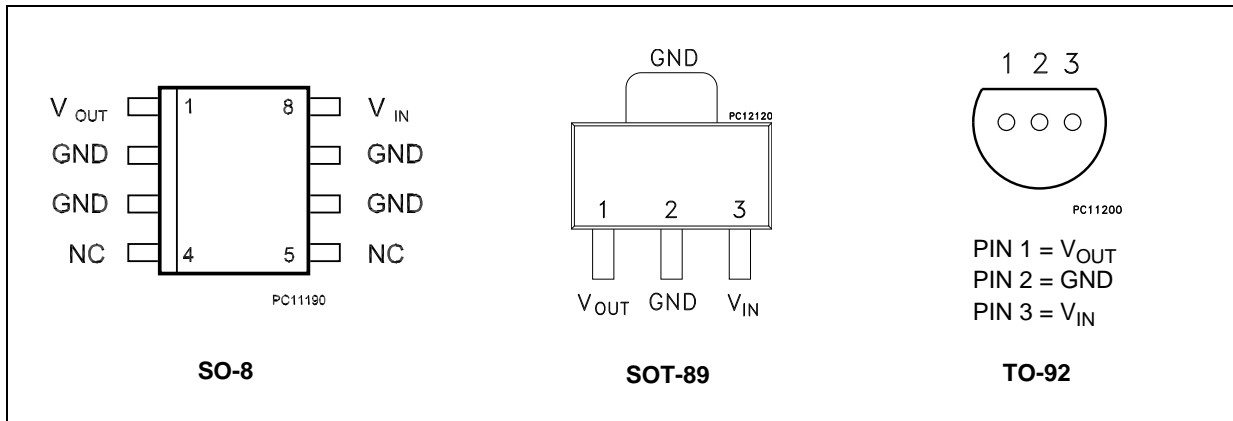 V OUT 1 8 V IN
GND GND
GND GND
NC 4 5 NC
PC11190
SO-8
GND
PC12120
1 2 3
V OUT GND V IN
SOT-89
1 2 3
PC11200
PIN 1 = VOUT
PIN 2 = GND
PIN 3 = VIN
TO-92